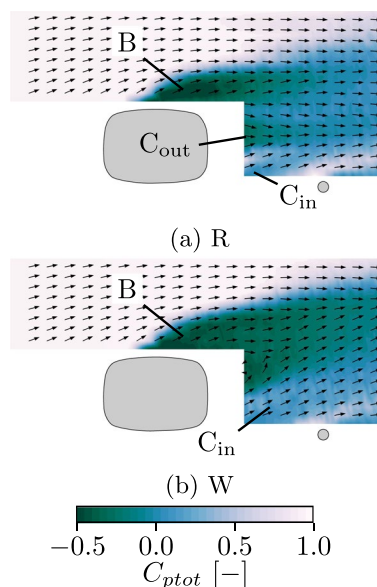 B
C_out
C_in
(a) R
B
C_in
(b) W
−0.5 0.0 0.5 1.0
C_ptot [−]